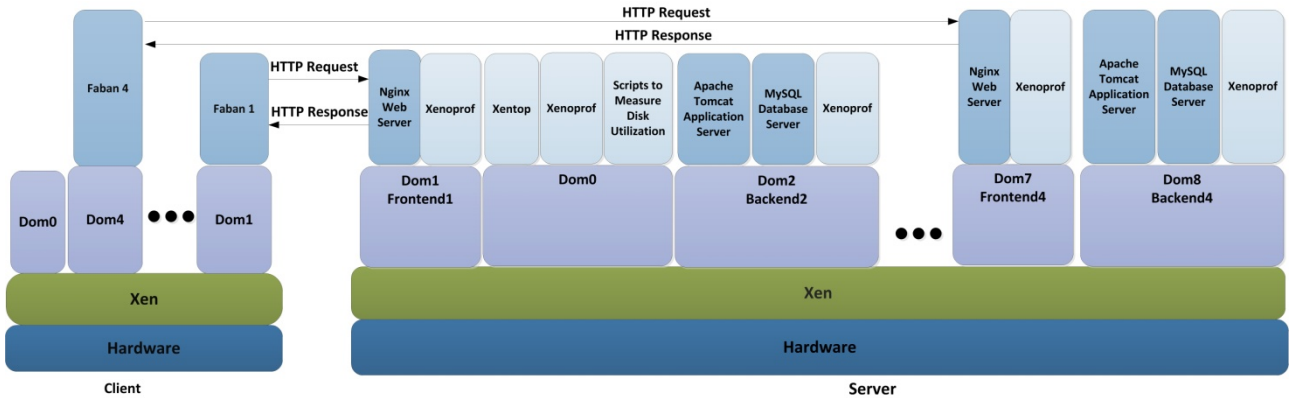 HTTP Request
HTTP Response
Faban 4
Faban 1
HTTP Request
HTTP Response
Nginx
Web
Server
Xenoprof
Xentop
Xenoprof
Scripts to
Measure
Disk
Utilization
Apache
Tomcat
Application
Server
MySQL
Database
Server
Xenoprof
Nginx
Web
Server
Xenoprof
Apache
Tomcat
Application
Server
MySQL
Database
Server
Xenoprof
Dom0
Dom4
Dom1
Dom1
Frontend1
Dom0
Dom2
Backend2
Dom7
Frontend4
Dom8
Backend4
Xen
Xen
Hardware
Hardware
Client
Server